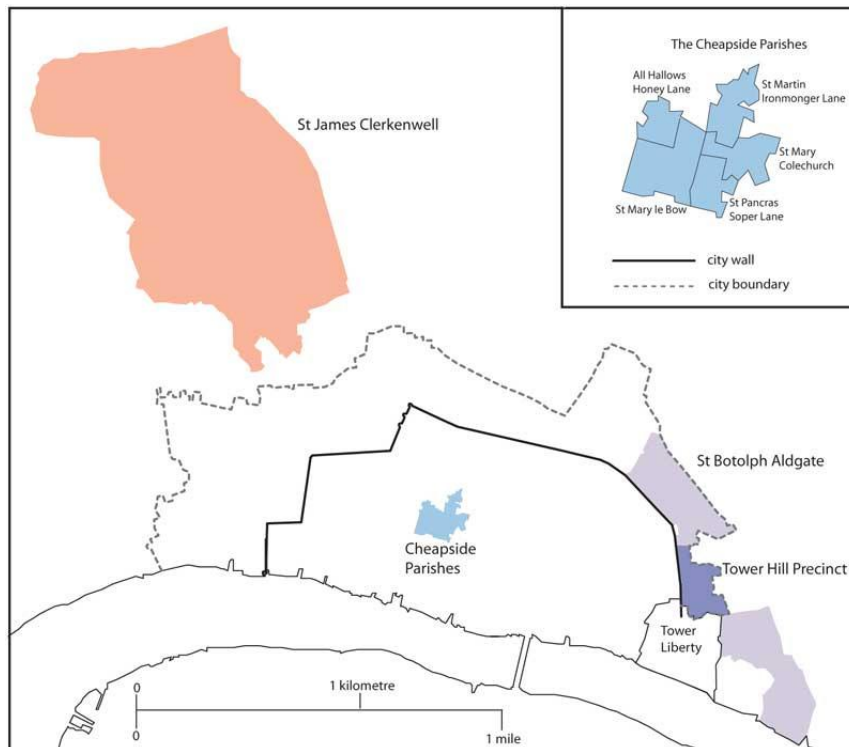 The Cheapside Parishes
All Hallows
Honey Lane
St Martin
Ironmonger Lane
St Mary
Colechurch
St Mary le Bow
St Pancras
Soper Lane
city wall
city boundary
St James Clerkenwell
St Botolph Aldgate
Cheapside
Parishes
Tower Hill Precinct
Tower
Liberty
0
1 kilometre
0
1 mile